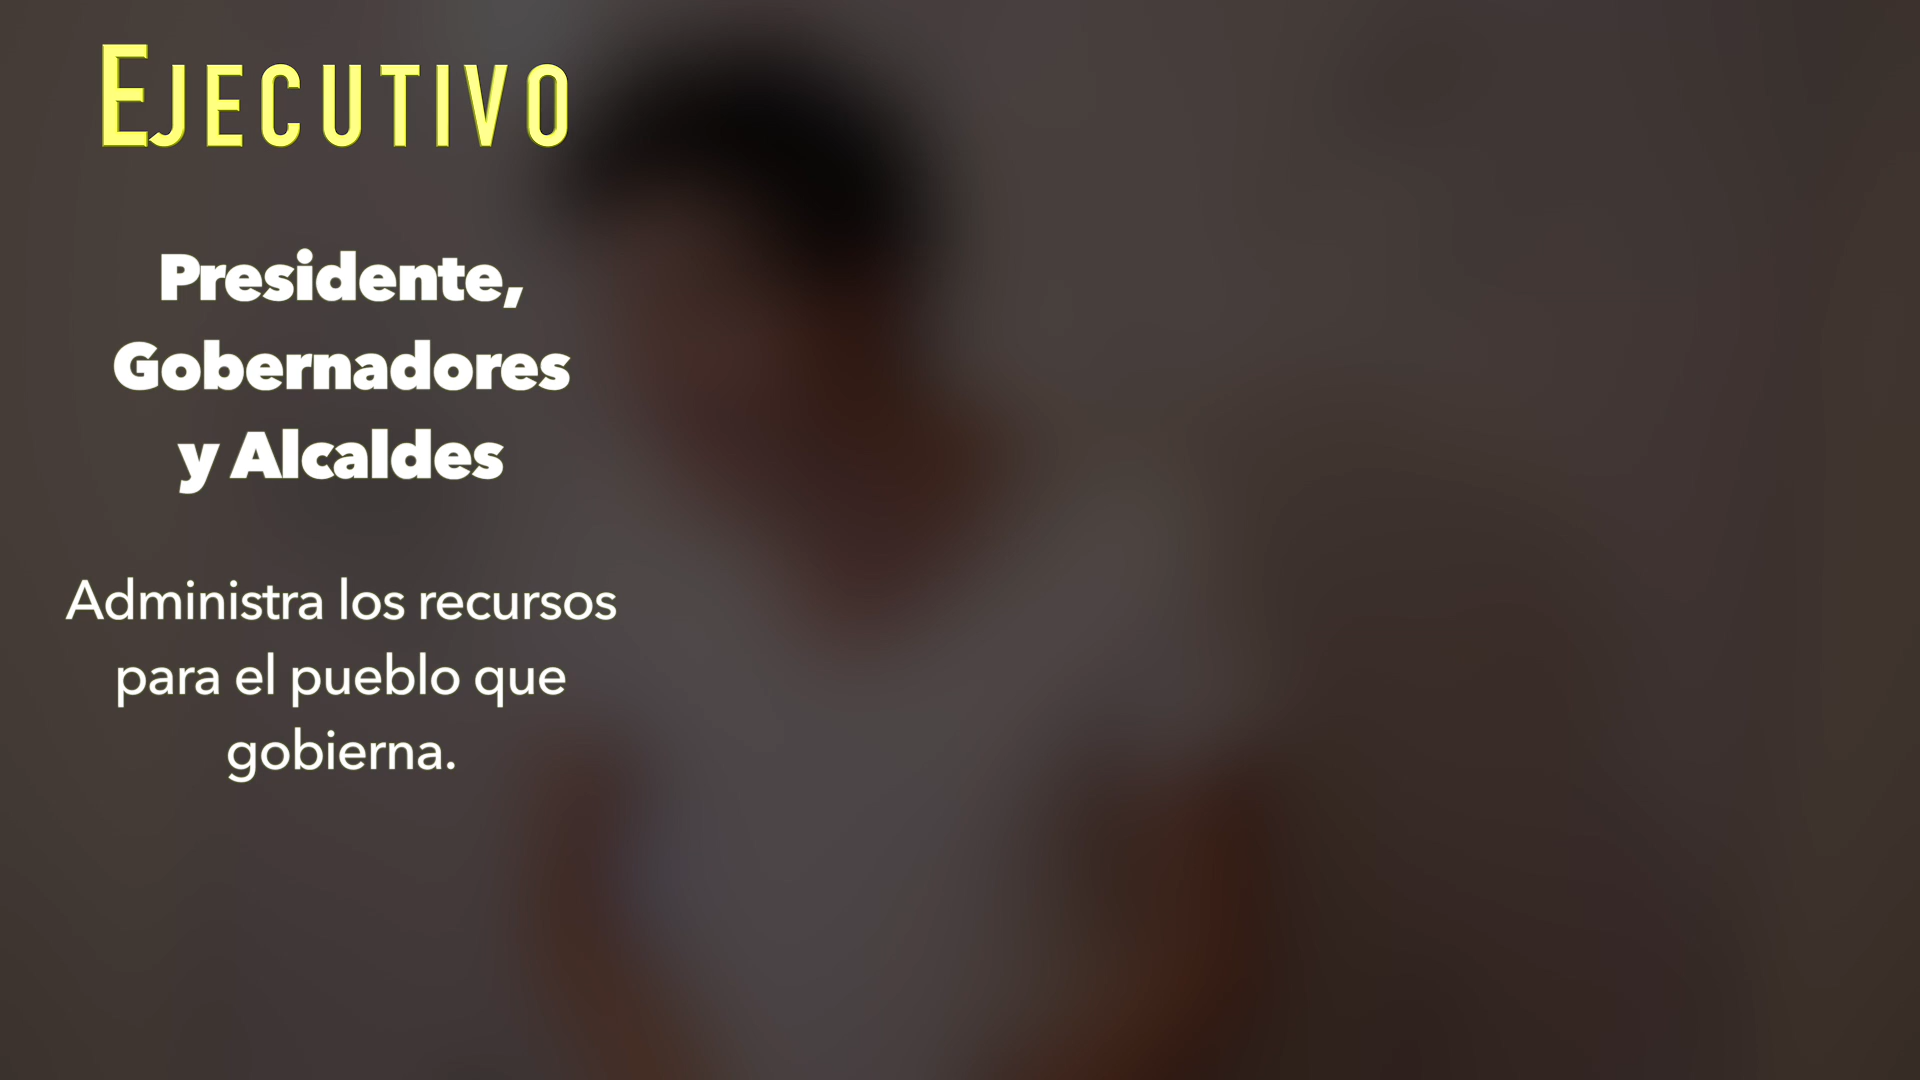 EJECUTIVO
Presidente,
Gobernadores
y Alcaldes
Administra los recursos
para el pueblo que
gobierna.